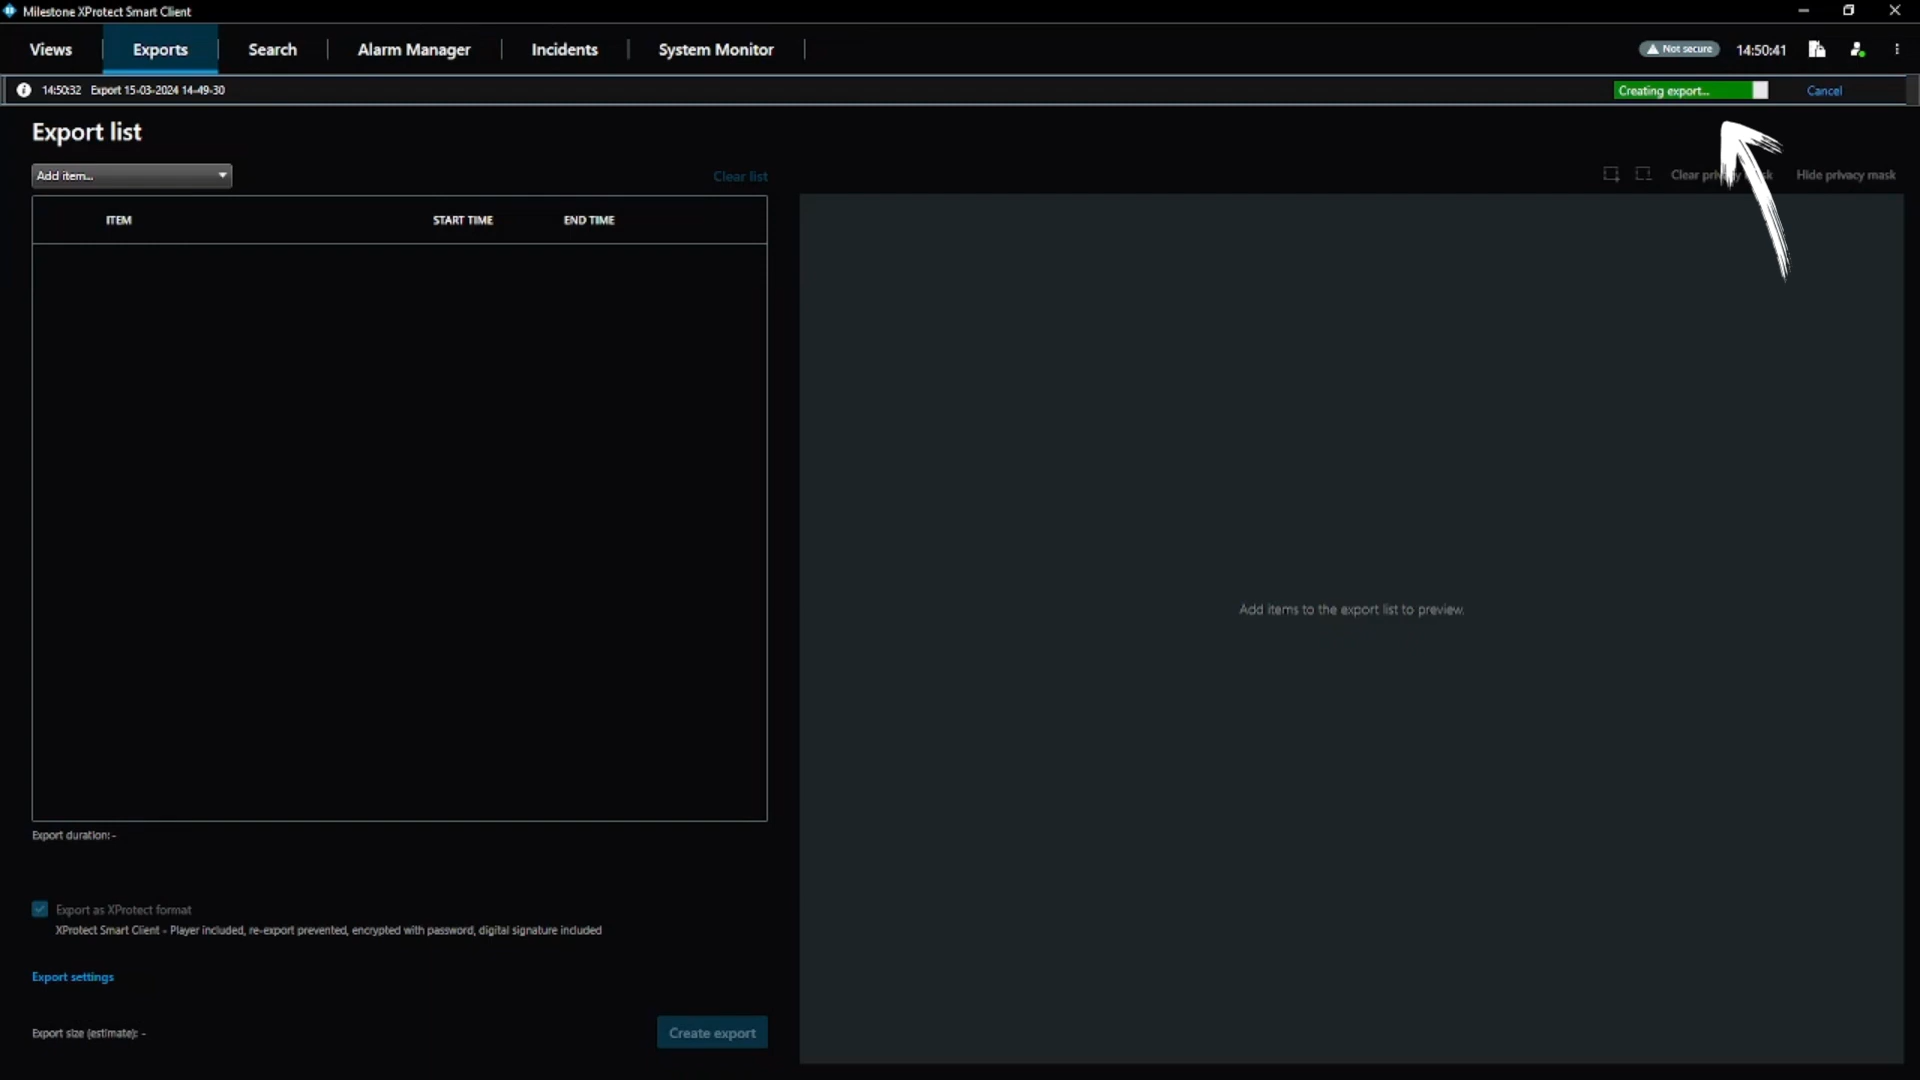 Milestone XProtect Smart Client
Views
Exports
Search
Alarm Manager
Incidents
System Monitor
Not secure
14:50:41
14:50:32 Export 15-03-2024 14-49-30
Creating export...
Cancel
Export list
Add item...
Clear list
Clear mask
Hide privacy mask
ITEM
START TIME
END TIME
Add items to the export list to preview.
Export duration: -
Export as XProtect format
XProtect Smart Client - Player included, re-export prevented, encrypted with password, digital signature included
Export settings
Export size (estimate): -
Create export